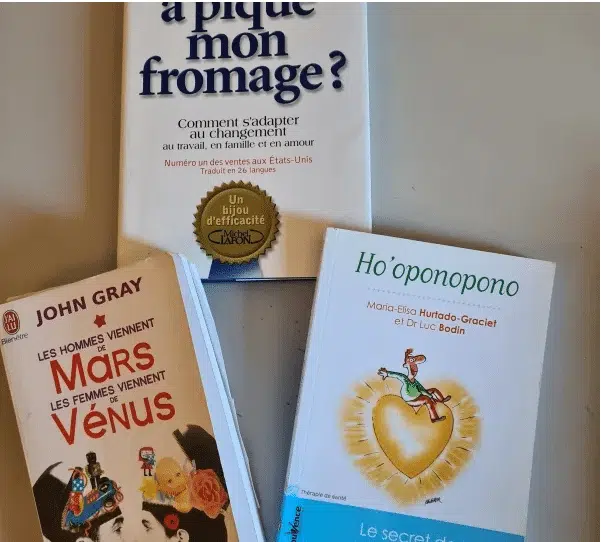 a piqué
mon
fromage ?
Comment s'adapter
au changement
au travail, en famille et en amour
Numéro un des ventes aux États-Unis
Traduit en 26 langues
Un
bijou
d'efficacité
Michel
LAFON
J'AI LU
Bien-être
JOHN GRAY
LES HOMMES VIENNENT
DE
MARS
LES FEMMES VIENNENT
DE
VÉNUS
Ho'oponopono
Maria-Elisa Hurtado-Graciet
et Dr Luc Bodin
Thérapie de santé
Le secret d